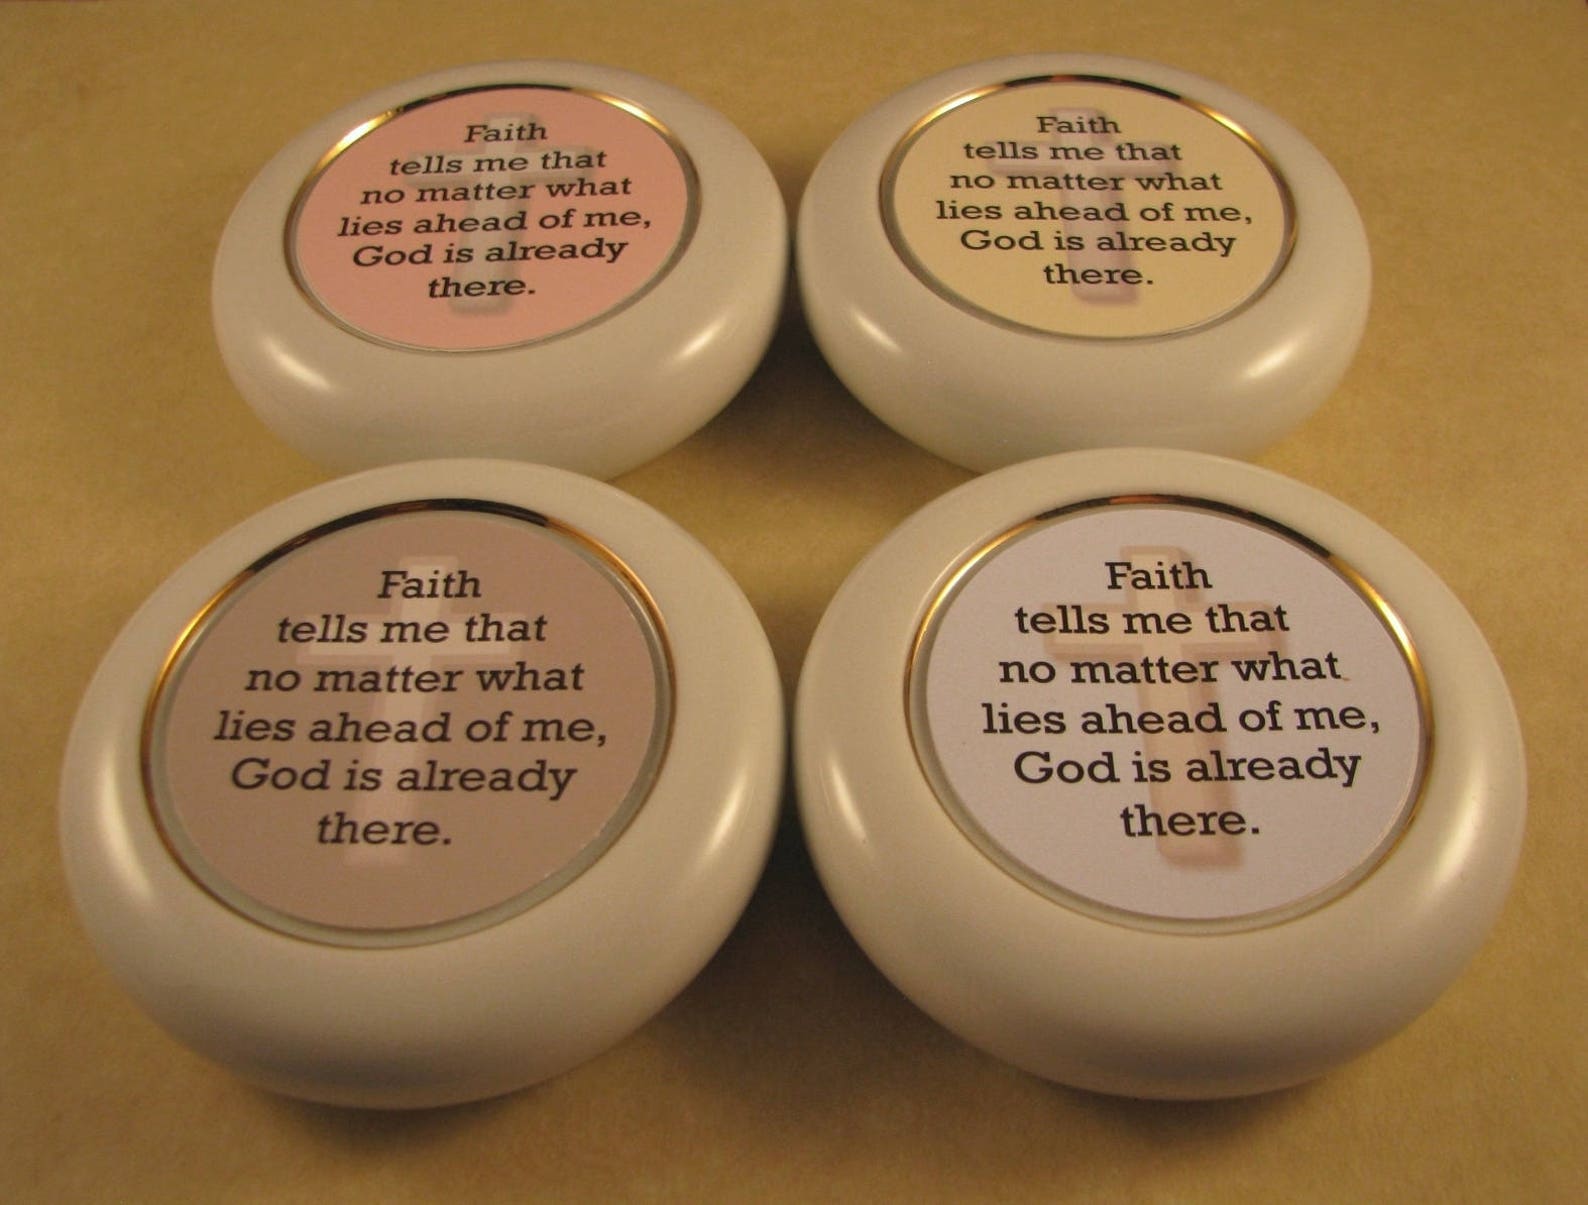 Faith
tells me that
no matter what
lies ahead of me,
God is already
there.
Faith
tells me that
no matter what
lies ahead of me,
God is already
there.
Faith
tells me that
no matter what
lies ahead of me,
God is already
there.
Faith
tells me that
no matter what
lies ahead of me,
God is already
there.